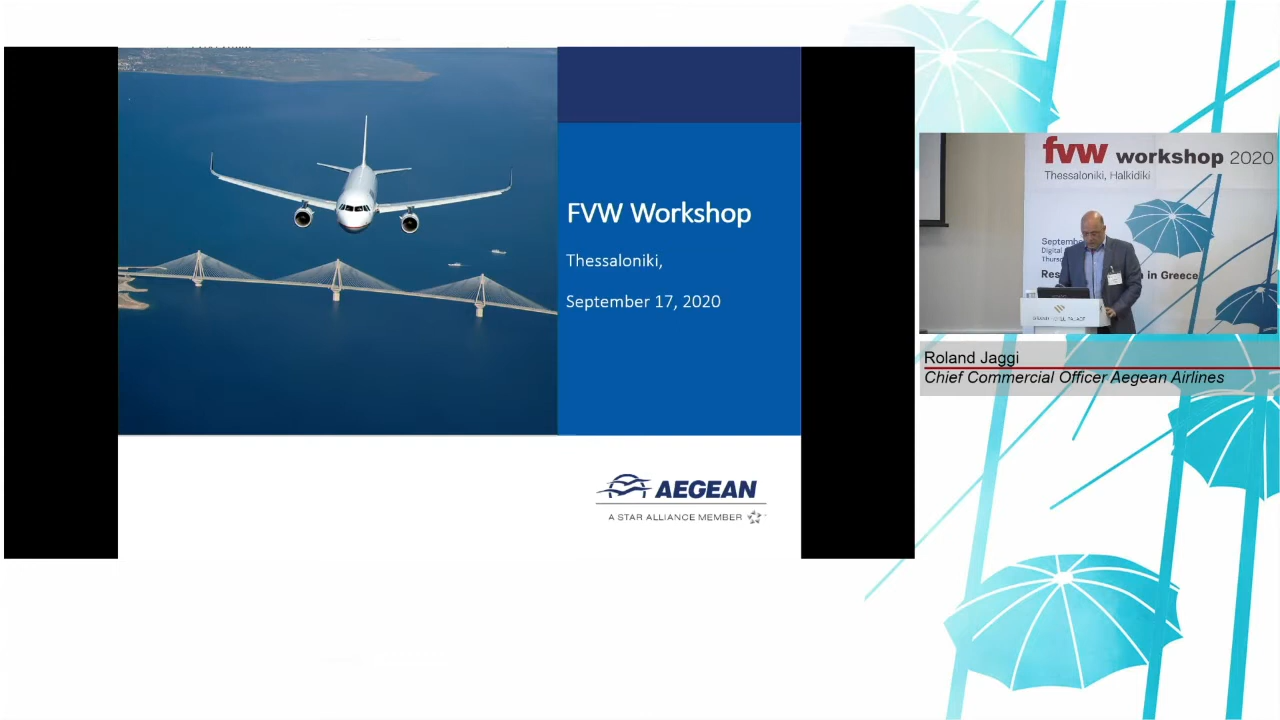 FVW Workshop
Thessaloniki,
September 17, 2020
AEGEAN
A STAR ALLIANCE MEMBER
fvw workshop 2020
Thessaloniki, Halkidiki
Digital
in Greece
Roland Jaggi
Chief Commercial Officer Aegean Airlines